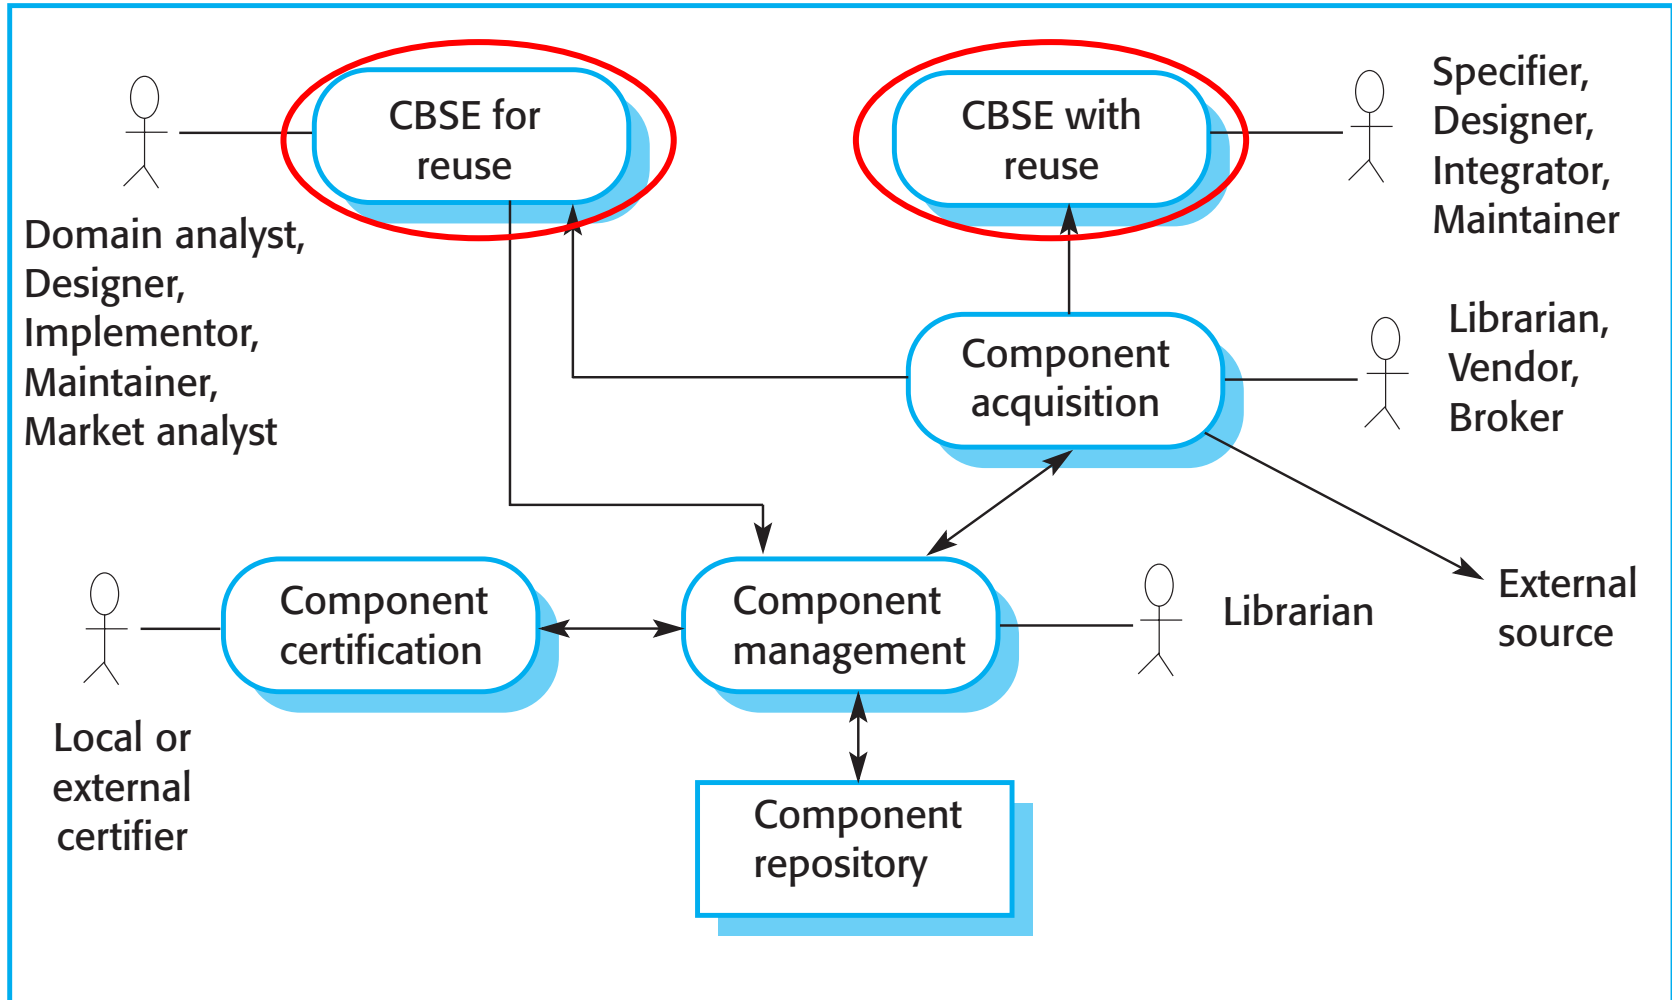 CBSE for
reuse
CBSE with
reuse
Specifier,
Designer,
Integrator,
Maintainer
Domain analyst,
Designer,
Implementor,
Maintainer,
Market analyst
Component
acquisition
Librarian,
Vendor,
Broker
Component
certification
Component
management
Librarian
External
source
Local or
external
certifier
Component
repository